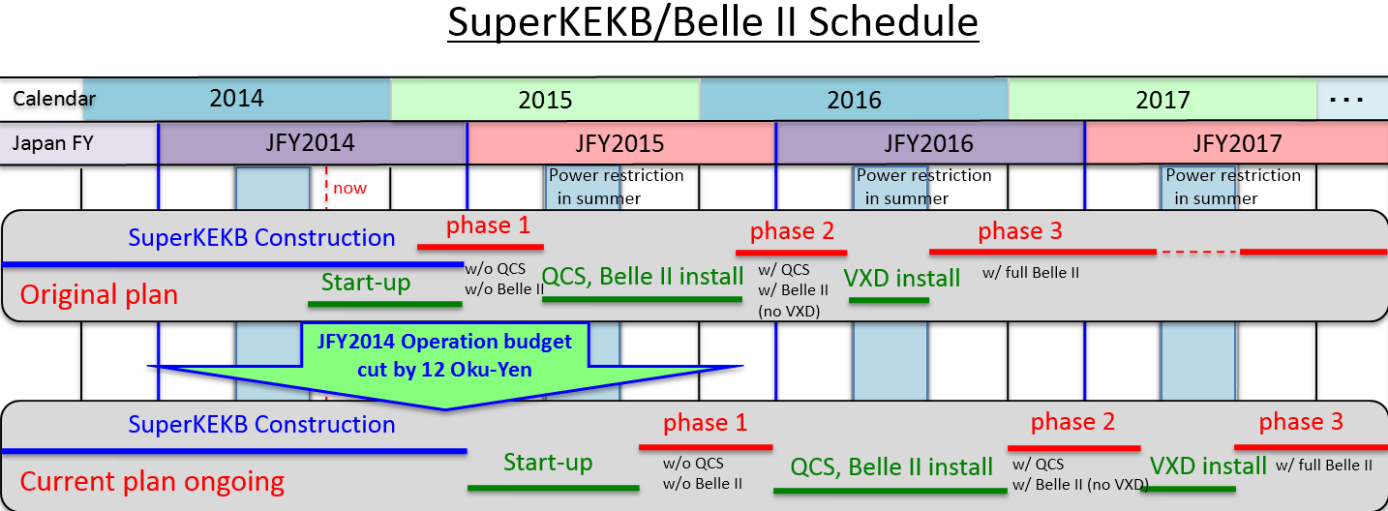 SuperKEKB/Belle II Schedule
Calendar 2014 2015 2016 2017 ...
Japan FY JFY2014 JFY2015 JFY2016 JFY2017
now
Power restriction
in summer
Power restriction
in summer
Power restriction
in summer
SuperKEKB Construction
phase 1
phase 2
phase 3
w/o QCS
w/o Belle II
w/ QCS
w/ Belle II
(no VXD)
w/ full Belle II
Original plan
Start-up
QCS, Belle II install
VXD install
JFY2014 Operation budget
cut by 12 Oku-Yen
SuperKEKB Construction
phase 1
phase 2
phase 3
Current plan ongoing
Start-up
w/o QCS
w/o Belle II
QCS, Belle II install
w/ QCS
w/ Belle II (no VXD)
VXD install
w/ full Belle II